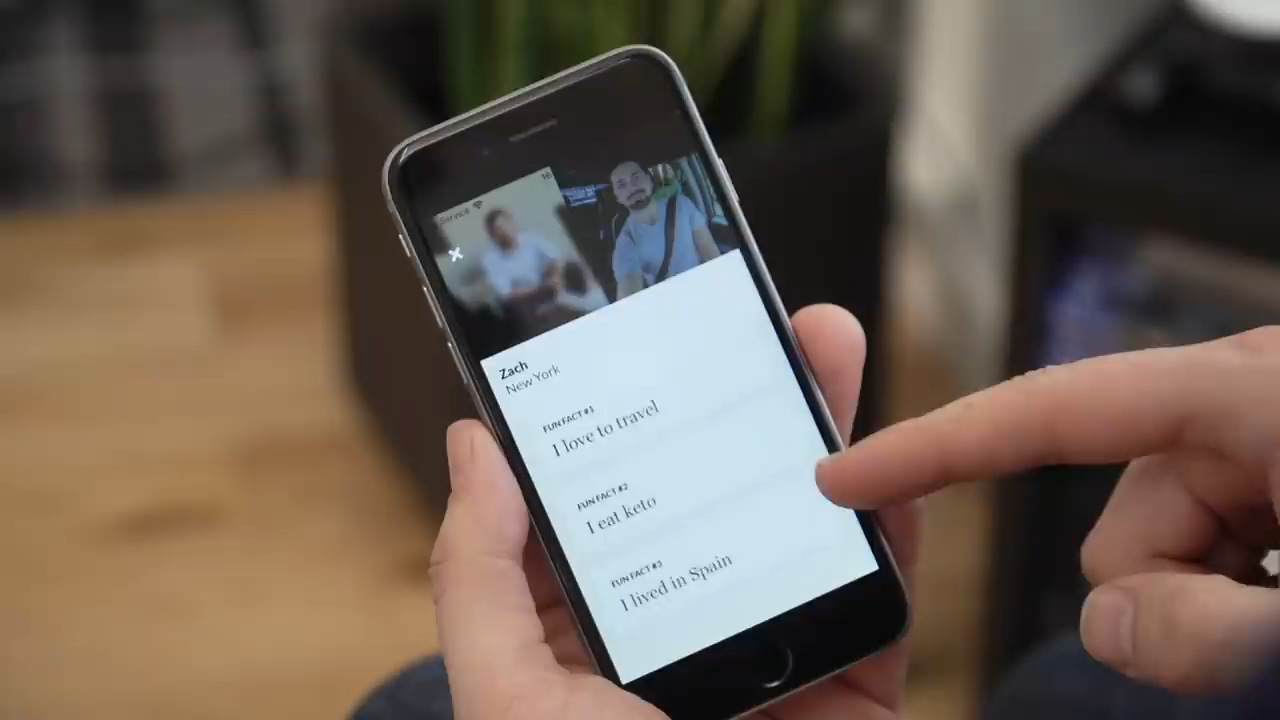 Service
Zach
New York
FUN FACT #1
I love to travel
FUN FACT #2
I eat keto
FUN FACT #3
I lived in Spain